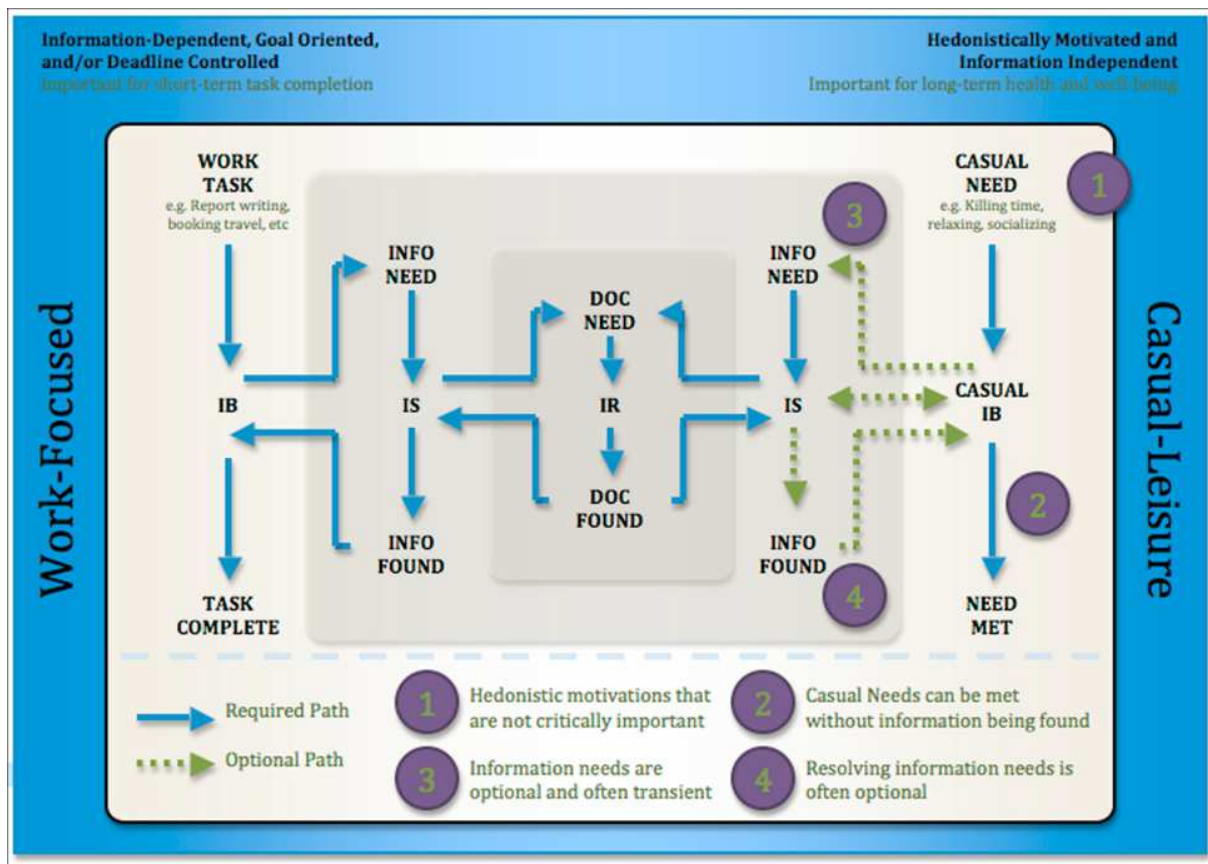 Information-Dependent, Goal Oriented,
and/or Deadline Controlled
Important for short-term task completion
Hedonistically Motivated and
Information Independent
Important for long-term health and well-being
Work-Focused
WORK
TASK
e.g. Report writing,
booking travel, etc
IB
TASK
COMPLETE
INFO
NEED
IS
INFO
FOUND
DOC
NEED
IR
DOC
FOUND
INFO
NEED
3
IS
INFO
FOUND
4
CASUAL
NEED
1
e.g. Killing time,
relaxing, socializing
CASUAL
IB
2
NEED
MET
Casual-Leisure
Required Path
Optional Path
1
Hedonistic motivations that
are not critically important
2
Casual Needs can be met
without information being found
3
Information needs are
optional and often transient
4
Resolving information needs is
often optional